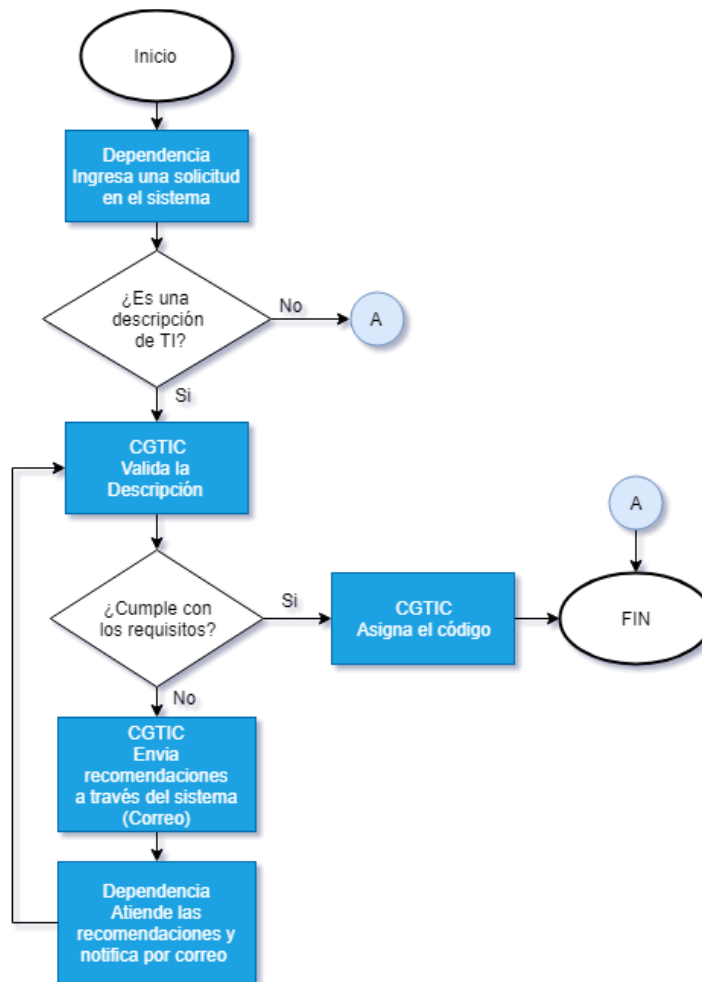 Inicio
Dependencia
Ingresa una solicitud
en el sistema
¿Es una
descripción
de TI?
No
A
Si
CGTIC
Valida la
Descripción
A
¿Cumple con
los requisitos?
Si
CGTIC
Asigna el código
FIN
No
CGTIC
Envia
recomendaciones
a través del sistema
(Correo)
Dependencia
Atiende las
recomendaciones y
notifica por correo